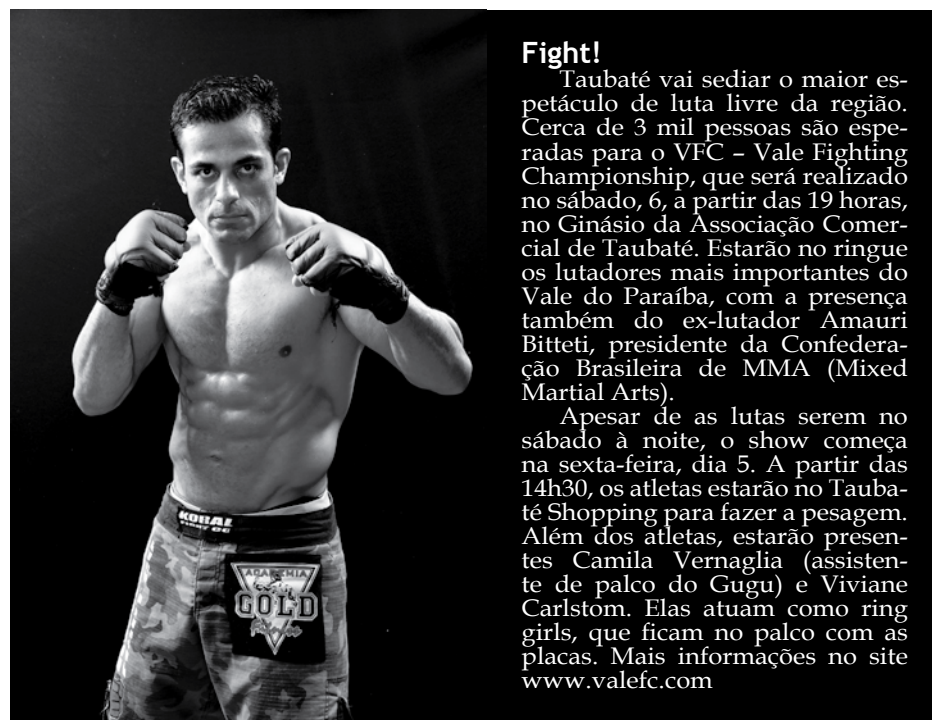 Fight!
Taubaté vai sediar o maior es-
petáculo de luta livre da região.
Cerca de 3 mil pessoas são espe-
radas para o VFC – Vale Fighting
Championship, que será realizado
no sábado, 6, a partir das 19 horas,
no Ginásio da Associação Comer-
cial de Taubaté. Estarão no ringue
os lutadores mais importantes do
Vale do Paraíba, com a presença
também do ex-lutador Amauri
Bitteti, presidente da Confedera-
ção Brasileira de MMA (Mixed
Martial Arts).
Apesar de as lutas serem no
sábado à noite, o show começa
na sexta-feira, dia 5. A partir das
14h30, os atletas estarão no Tauba-
té Shopping para fazer a pesagem.
Além dos atletas, estarão presen-
tes Camila Vernaglia (assisten-
te de palco do Gugu) e Viviane
Carlstom. Elas atuam como ring
girls, que ficam no palco com as
placas. Mais informações no site
www.valefc.com
KORAL
ACADEMIA
GOLD